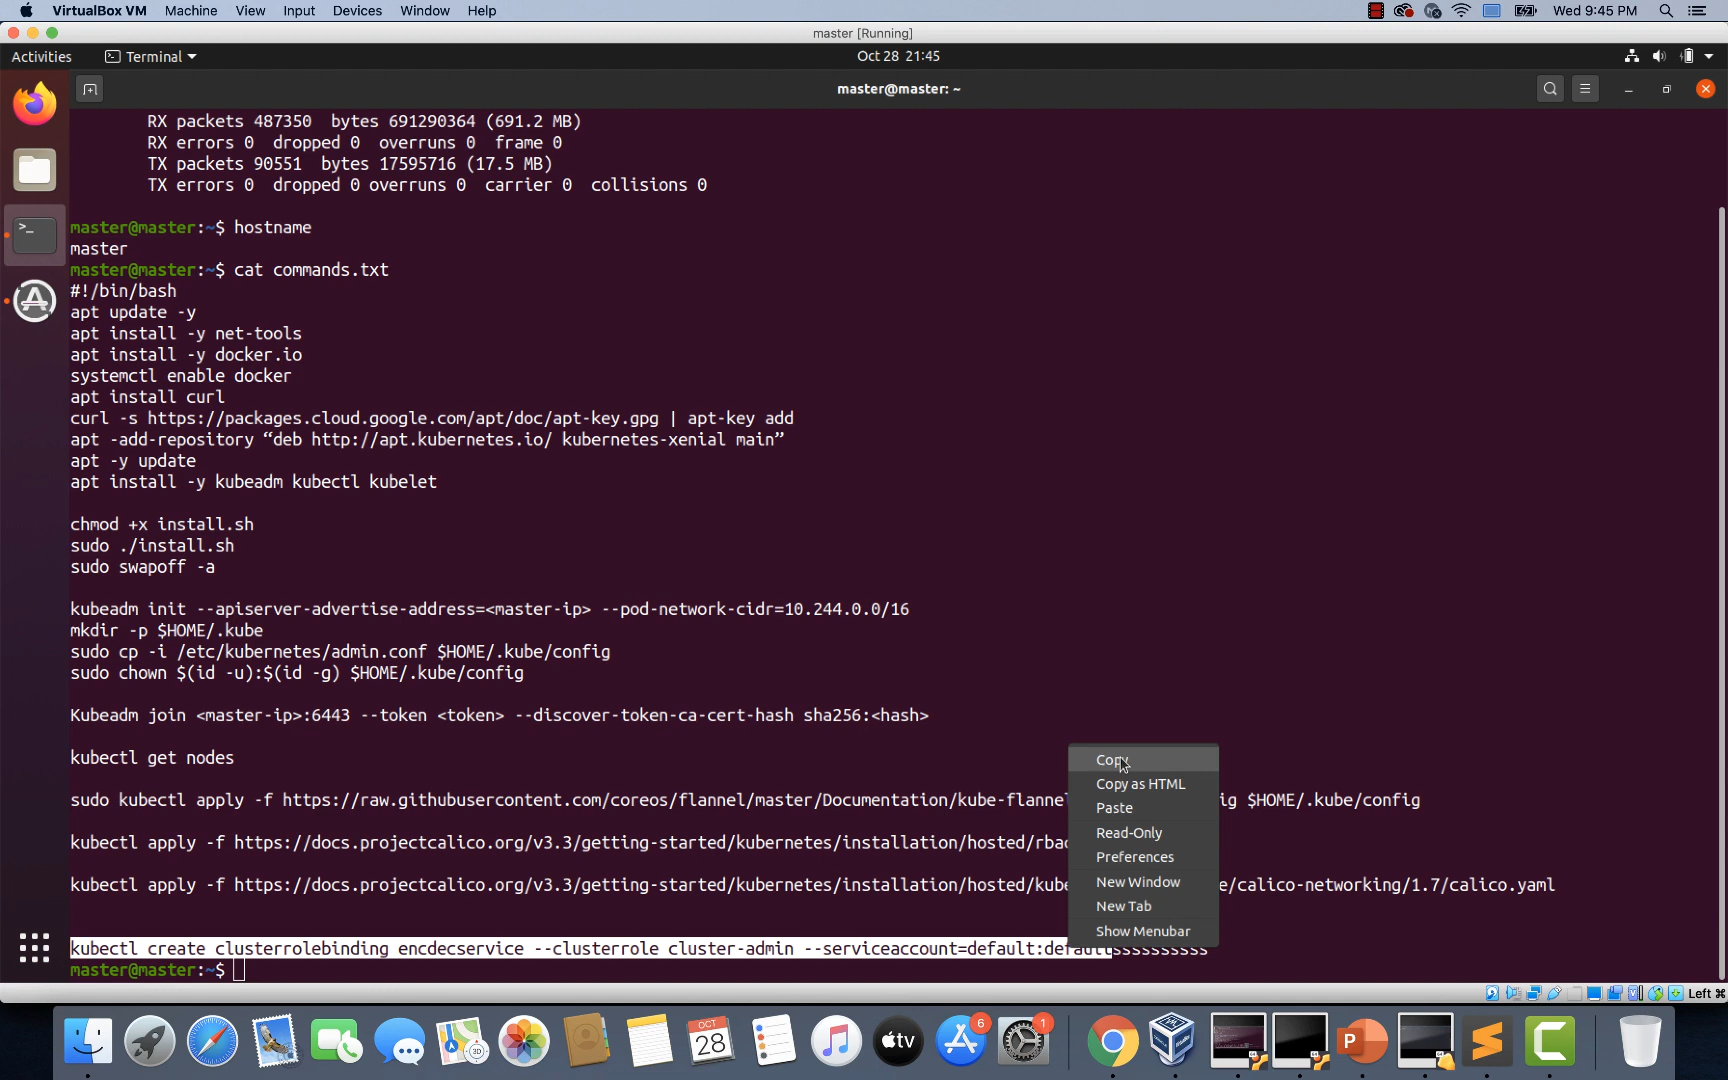 VirtualBox VM Machine View Input Devices Window Help Wed 9:45 PM
master [Running]
Activities Terminal Oct 28 21:45
master@master: ~
RX packets 487350 bytes 691290364 (691.2 MB)
RX errors 0 dropped 0 overruns 0 frame 0
TX packets 90551 bytes 17595716 (17.5 MB)
TX errors 0 dropped 0 overruns 0 carrier 0 collisions 0
master@master:~$ hostname
master
master@master:~$ cat commands.txt
#!/bin/bash
apt update -y
apt install -y net-tools
apt install -y docker.io
systemctl enable docker
apt install curl
curl -s https://packages.cloud.google.com/apt/doc/apt-key.gpg | apt-key add
apt -add-repository “deb http://apt.kubernetes.io/ kubernetes-xenial main”
apt -y update
apt install -y kubeadm kubectl kubelet
chmod +x install.sh
sudo ./install.sh
sudo swapoff -a
kubeadm init --apiserver-advertise-address=<master-ip> --pod-network-cidr=10.244.0.0/16
mkdir -p $HOME/.kube
sudo cp -i /etc/kubernetes/admin.conf $HOME/.kube/config
sudo chown $(id -u):$(id -g) $HOME/.kube/config
Kubeadm join <master-ip>:6443 --token <token> --discover-token-ca-cert-hash sha256:<hash>
kubectl get nodes
sudo kubectl apply -f https://raw.githubusercontent.com/coreos/flannel/master/Documentation/kube-flannel ig $HOME/.kube/config
kubectl apply -f https://docs.projectcalico.org/v3.3/getting-started/kubernetes/installation/hosted/rba
kubectl apply -f https://docs.projectcalico.org/v3.3/getting-started/kubernetes/installation/hosted/kube e/calico-networking/1.7/calico.yaml
kubectl create clusterrolebinding encdecservice --clusterrole cluster-admin --serviceaccount=default:defaultssssssssss
master@master:~$
Copy
Copy as HTML
Paste
Read-Only
Preferences
New Window
New Tab
Show Menubar
Left ⌘
OCT
28
3D
tv
6
1
P